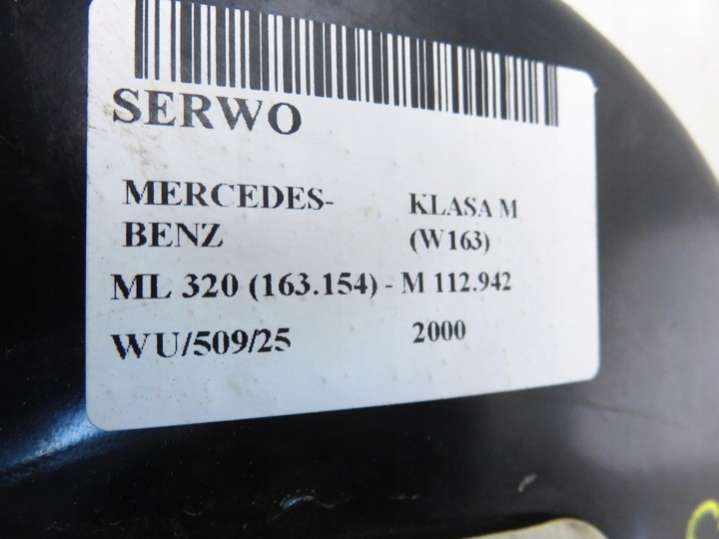 SERWO
MERCEDES-
BENZ
KLASA M
(W163)
ML 320 (163.154) - M 112.942
WU/509/25 2000